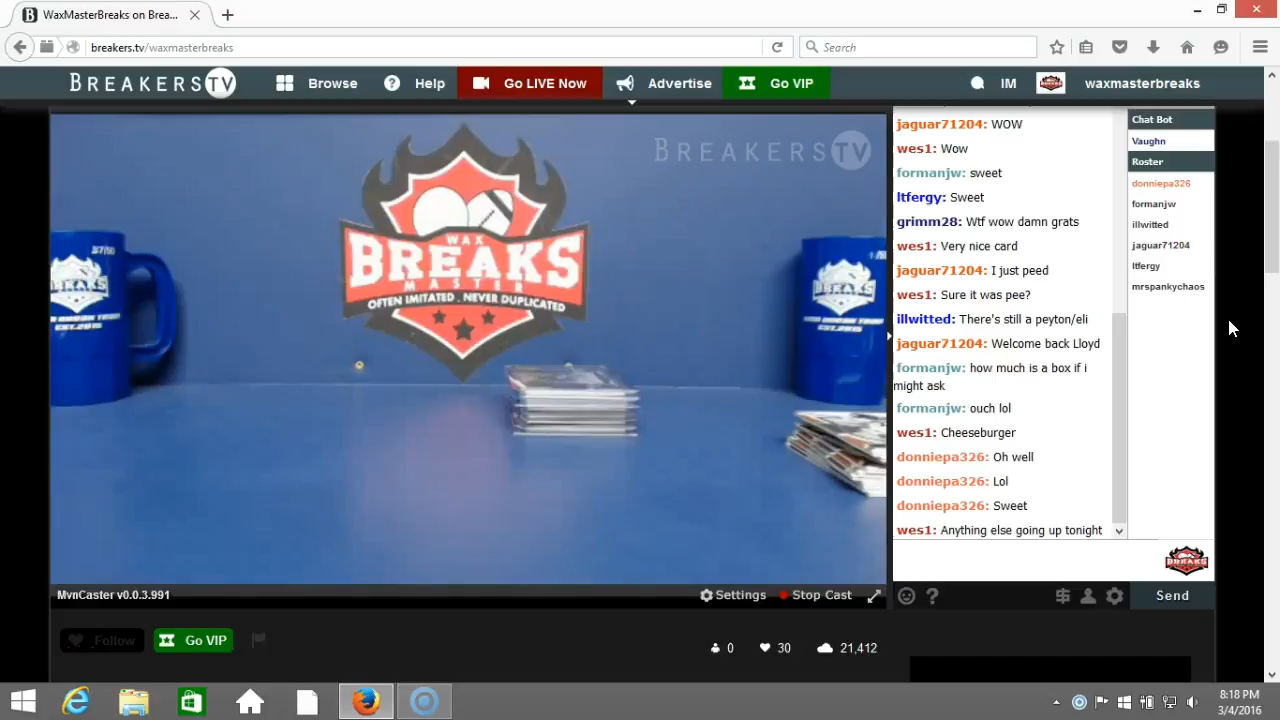 WaxMasterBreaks on Brea...
breakers.tv/waxmasterbreaks
Search
BREAKERSTV
Browse
Help
Go LIVE Now
Advertise
Go VIP
IM
waxmasterbreaks
BREAKERSTV
WAX
BREAKS
MASTER
OFTEN IMITATED, NEVER DUPLICATED
BREAKS
BREAKS
jaguar71204: WOW
wes1: Wow
formanjw: sweet
ltfergy: Sweet
grimm28: Wtf wow damn grats
wes1: Very nice card
jaguar71204: I just peed
wes1: Sure it was pee?
illwitted: There's still a peyton/eli
jaguar71204: Welcome back Lloyd
formanjw: how much is a box if i
might ask
formanjw: ouch lol
wes1: Cheeseburger
donniepa326: Oh well
donniepa326: Lol
donniepa326: Sweet
wes1: Anything else going up tonight
Chat Bot
Vaughn
Roster
donniepa326
formanjw
illwitted
jaguar71204
ltfergy
mrspankychaos
BREAKS
MvnCaster v0.0.3.991
Settings
Stop Cast
Send
Follow
Go VIP
0
30
21,412
8:18 PM
3/4/2016